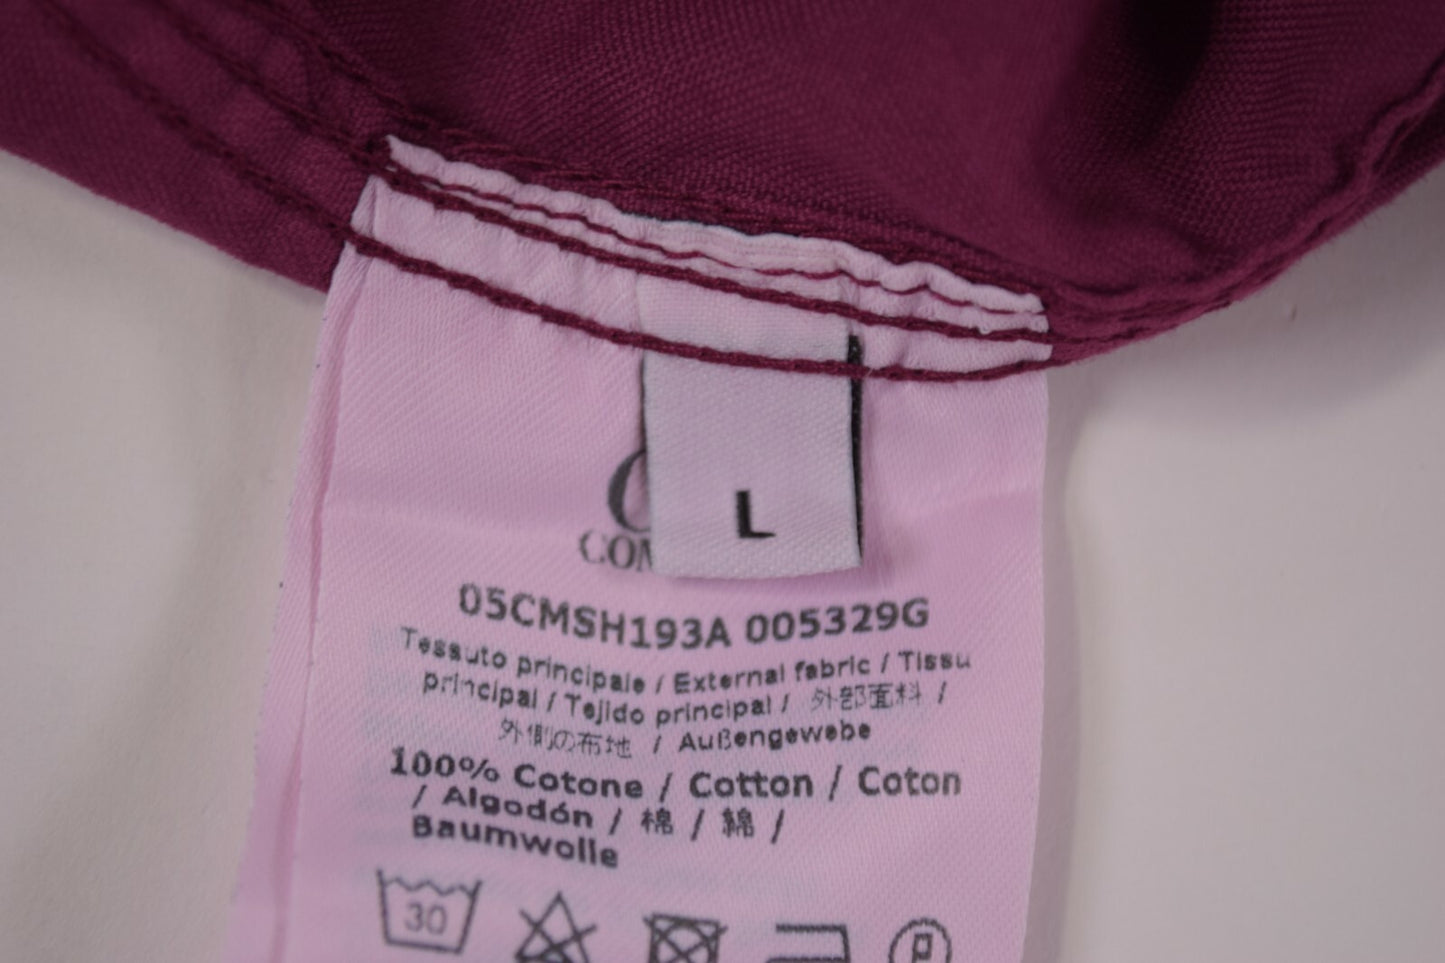 L
05CMSH193A 005329G
Tessuto principale / External fabric / Tissu
principal / Tejido principal / 外部面料 /
外側の布地 / Außengewebe
100% Cotone / Cotton / Coton
/ Algodón / 棉 / 綿 /
Baumwolle
30
P